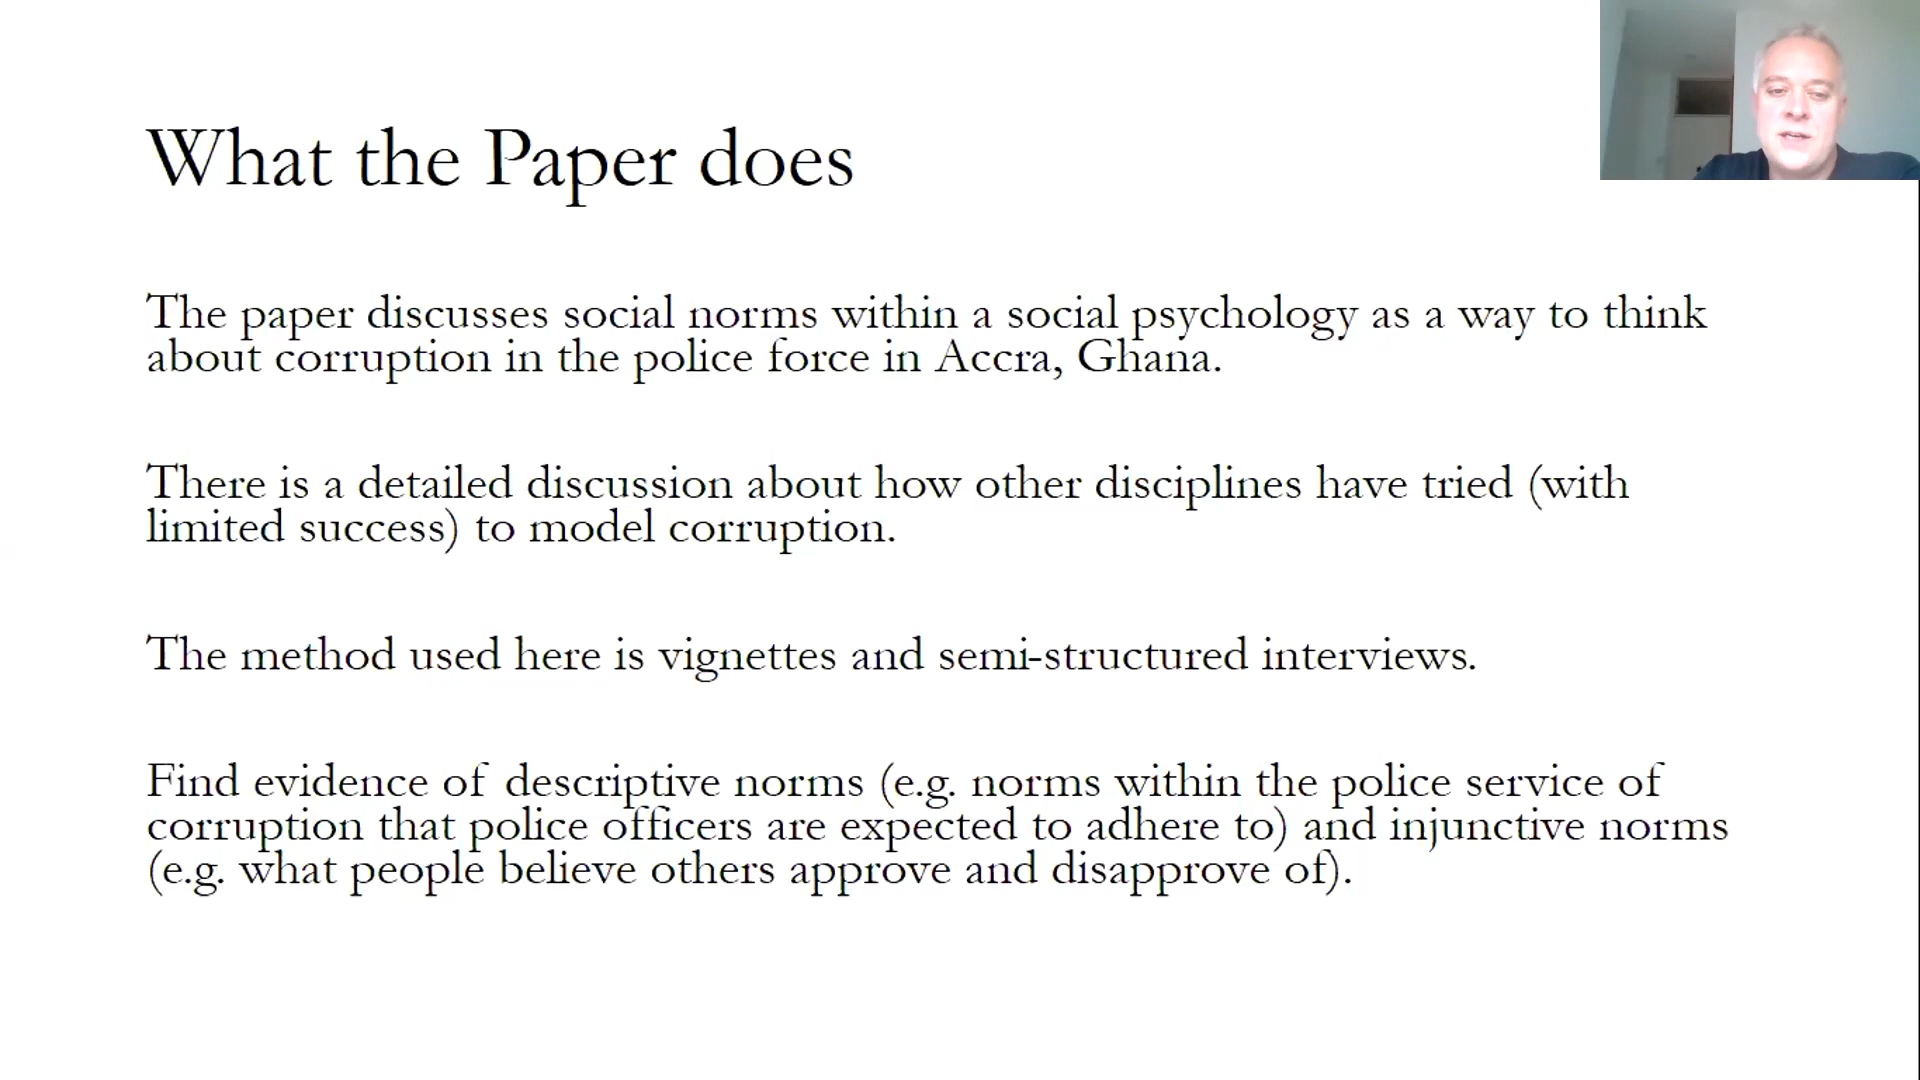 What the Paper does
The paper discusses social norms within a social psychology as a way to think
about corruption in the police force in Accra, Ghana.
There is a detailed discussion about how other disciplines have tried (with
limited success) to model corruption.
The method used here is vignettes and semi-structured interviews.
Find evidence of descriptive norms (e.g. norms within the police service of
corruption that police officers are expected to adhere to) and injunctive norms
(e.g. what people believe others approve and disapprove of).